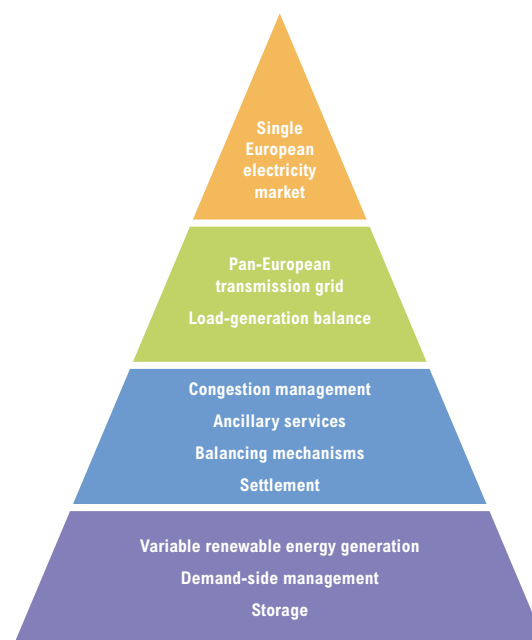 Single
European
electricity
market
Pan-European
transmission grid
Load-generation balance
Congestion management
Ancillary services
Balancing mechanisms
Settlement
Variable renewable energy generation
Demand-side management
Storage